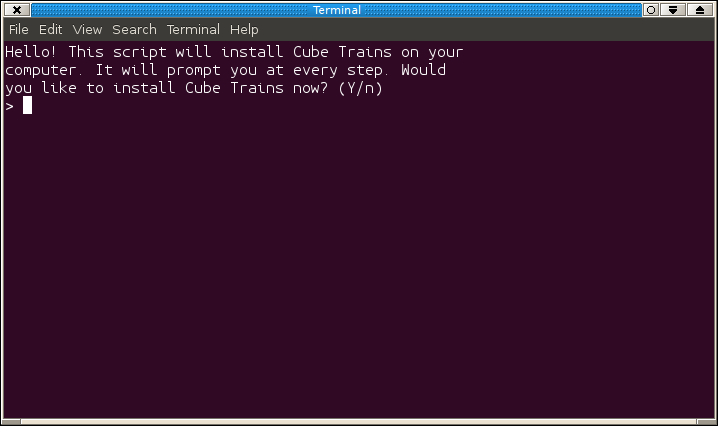 Terminal
File Edit View Search Terminal Help
Hello! This script will install Cube Trains on your
computer. It will prompt you at every step. Would
you like to install Cube Trains now? (Y/n)
>